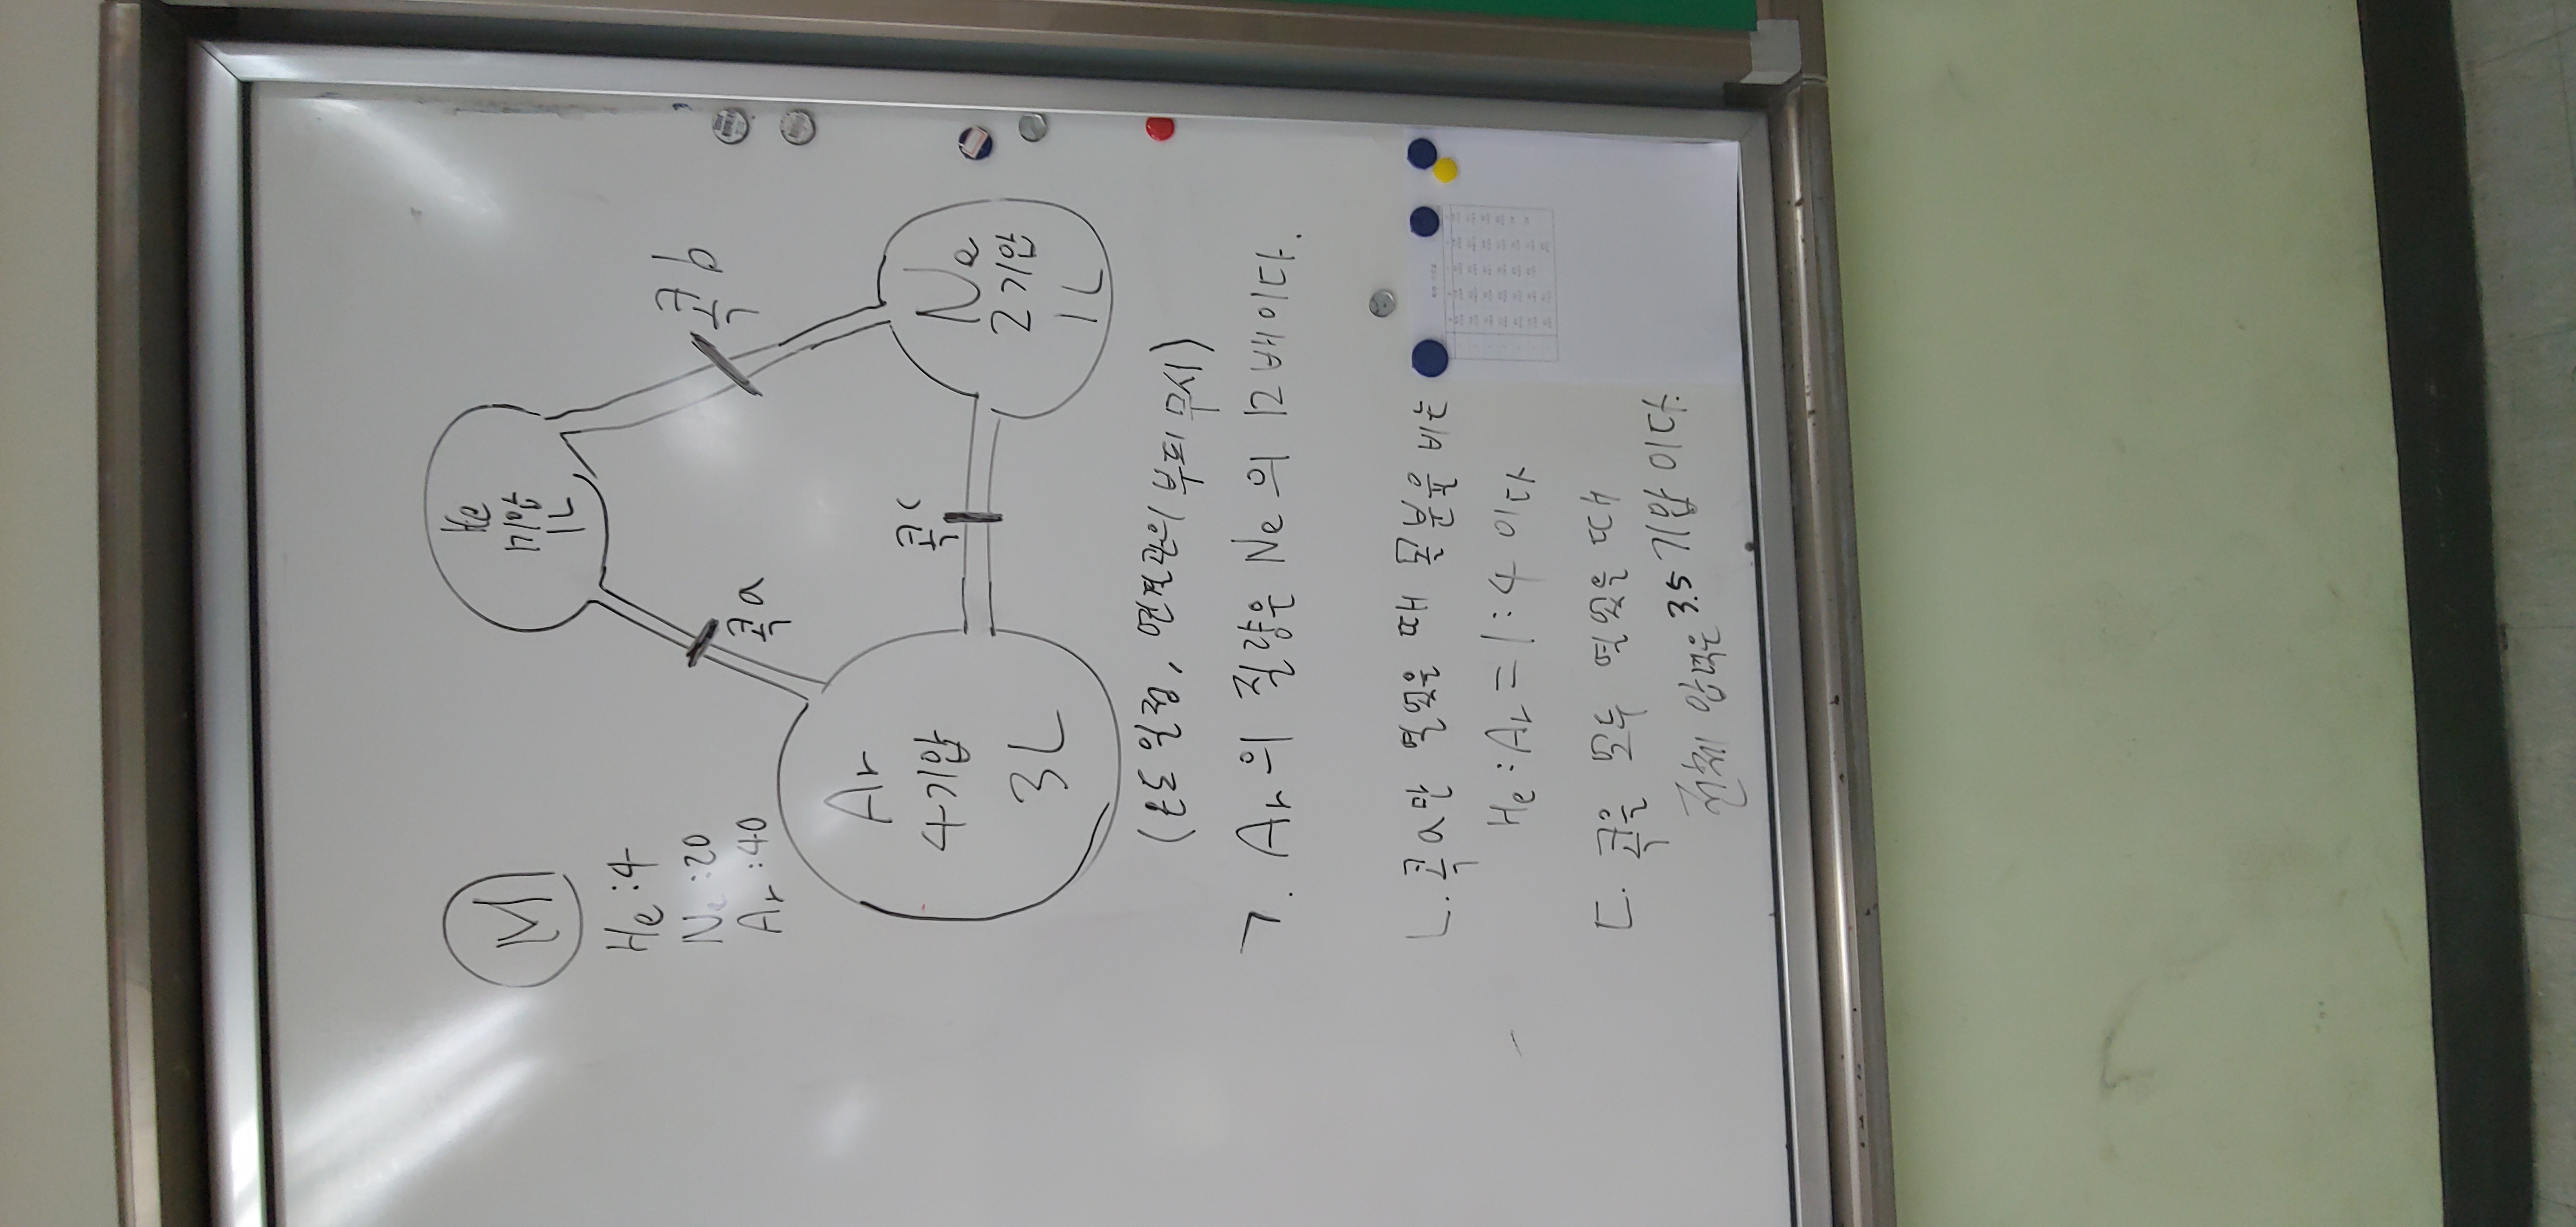 M
He:4
Ne:20
Ar:40
He
1기압
1L
콕a
콕b
Ar
4기압
3L
콕c
Ne
2기압
1L
(온도 일정, 연결관의 부피 무시)
ㄱ. Ar의 질량은 Ne의 12배이다.
ㄴ. 콕a만 열었을 때 몰분율 비는
He:Ar=1:4 이다
ㄷ. 콕을 모두 열었을 때
전체 압력은 3.5기압이다.